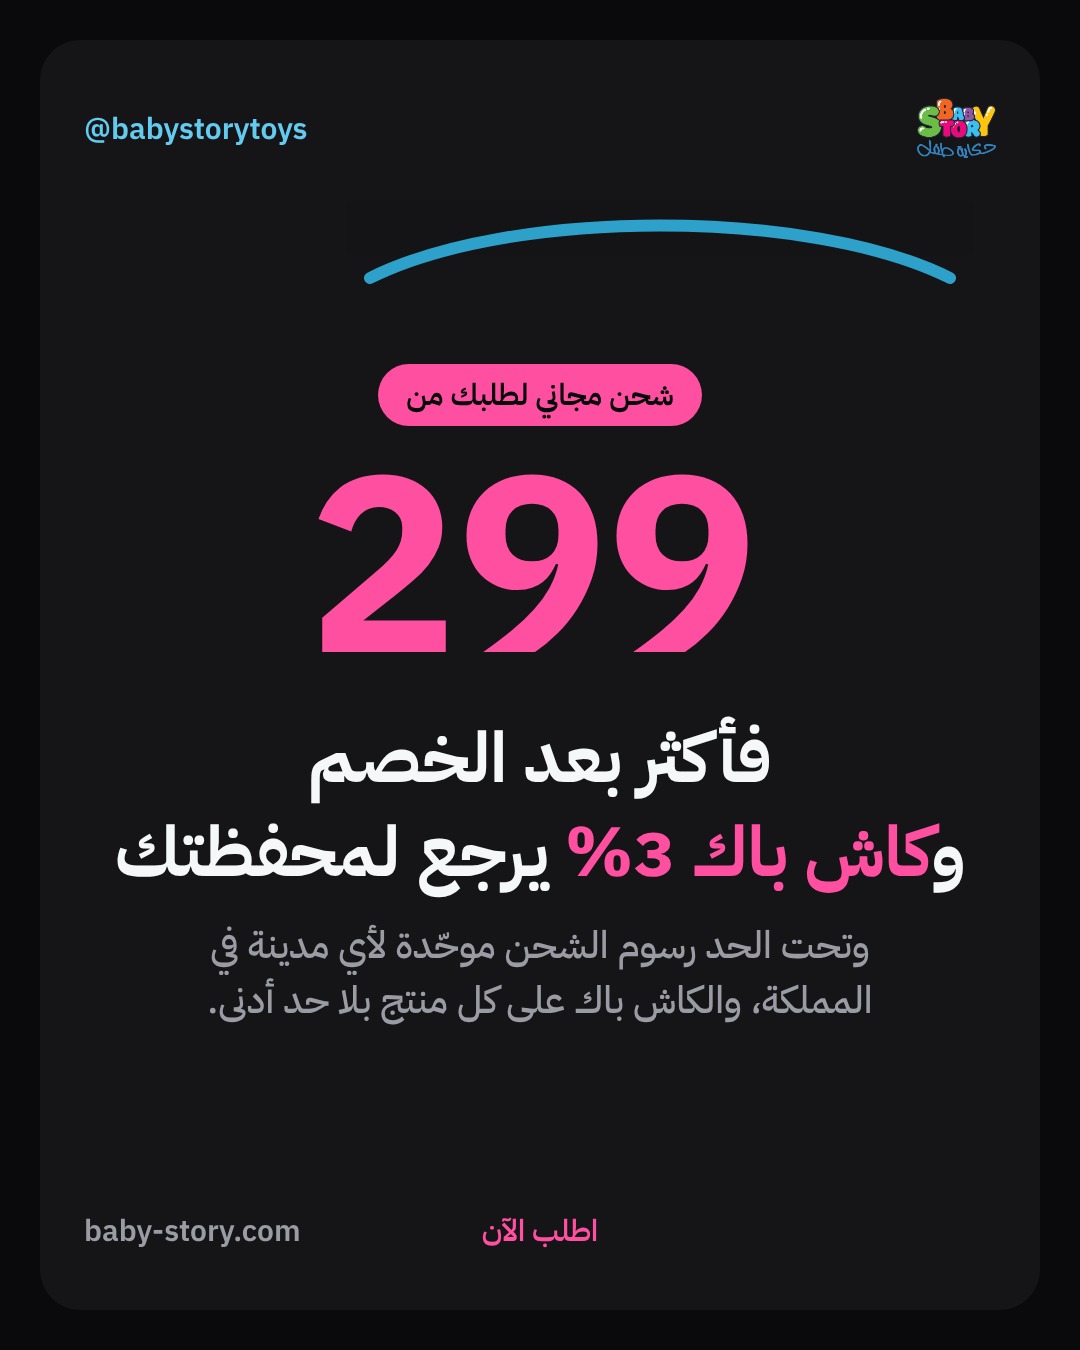 @babystorytoys
BABY
STORY
حكاية طفل
شحن مجاني لطلبك من
299
فأكثر بعد الخصم
وكاش باك 3% يرجع لمحفظتك
وتحت الحد رسوم الشحن موحّدة لأي مدينة في
المملكة، والكاش باك على كل منتج بلا حد أدنى.
baby-story.com
اطلب الآن